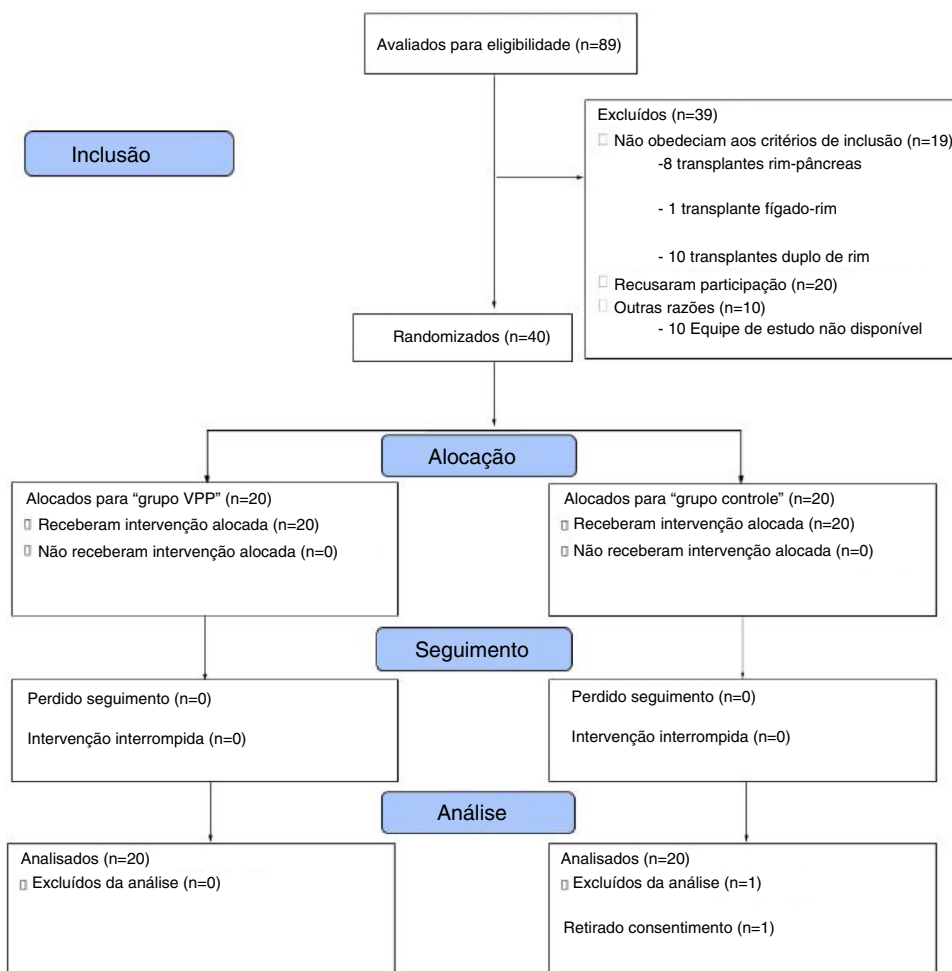 Avaliados para eligibilidade (n=89)
Inclusão
Excluídos (n=39)
Não obedeciam aos critérios de inclusão (n=19)
-8 transplantes rim-pâncreas
- 1 transplante fígado-rim
- 10 transplantes duplo de rim
Recusaram participação (n=20)
Outras razões (n=10)
- 10 Equipe de estudo não disponível
Randomizados (n=40)
Alocação
Alocados para “grupo VPP” (n=20)
Receberam intervenção alocada (n=20)
Não receberam intervenção alocada (n=0)
Alocados para “grupo controle” (n=20)
Receberam intervenção alocada (n=20)
Não receberam intervenção alocada (n=0)
Seguimento
Perdido seguimento (n=0)
Intervenção interrompida (n=0)
Perdido seguimento (n=0)
Intervenção interrompida (n=0)
Análise
Analisados (n=20)
Excluídos da análise (n=0)
Analisados (n=20)
Excluídos da análise (n=1)
Retirado consentimento (n=1)